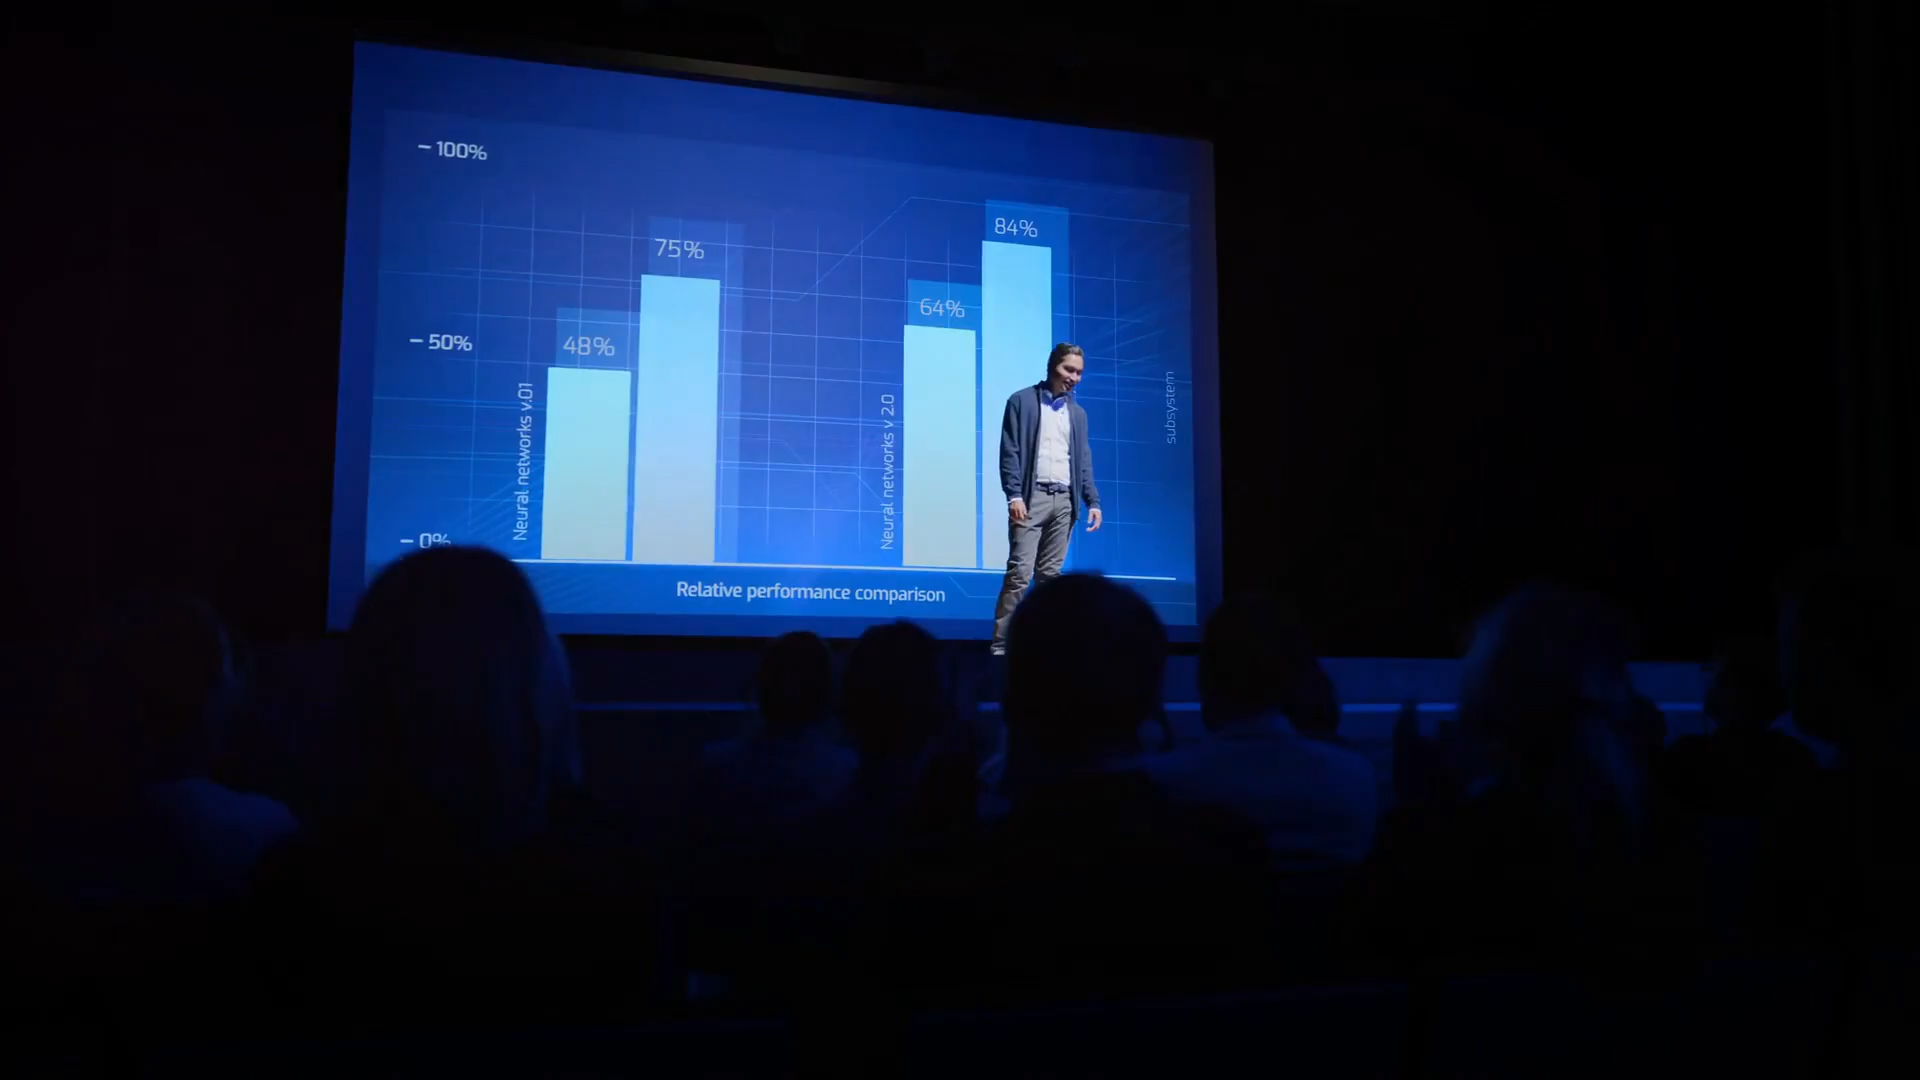 – 100%
75%
84%
64%
– 50%
48%
Neural networks v.01
Neural networks v 2.0
subsystem
– 0%
Relative performance comparison